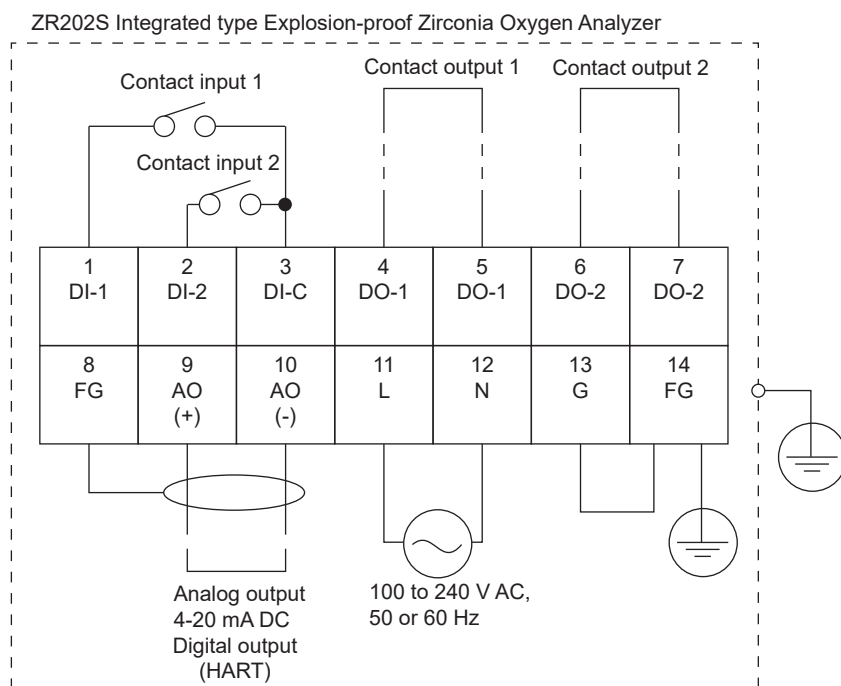 ZR202S Integrated type Explosion-proof Zirconia Oxygen Analyzer
Contact input 1
Contact output 1
Contact output 2
Contact input 2
1
DI-1
2
DI-2
3
DI-C
4
DO-1
5
DO-1
6
DO-2
7
DO-2
8
FG
9
AO
(+)
10
AO
(-)
11
L
12
N
13
G
14
FG
Analog output
4-20 mA DC
Digital output
(HART)
100 to 240 V AC,
50 or 60 Hz